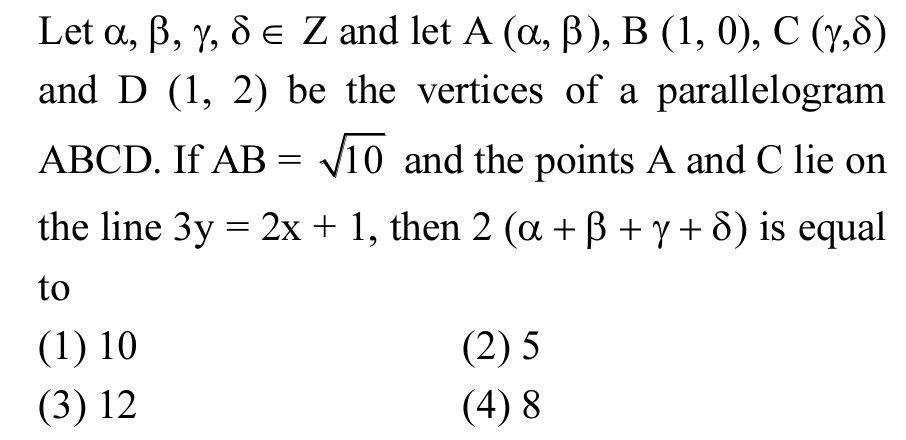 Let α, β, γ, δ ∈ Z and let A (α, β), B (1, 0), C (γ,δ)
and D (1, 2) be the vertices of a parallelogram
ABCD. If AB = √10 and the points A and C lie on
the line 3y = 2x + 1, then 2 (α + β + γ + δ) is equal
to
(1) 10 (2) 5
(3) 12 (4) 8